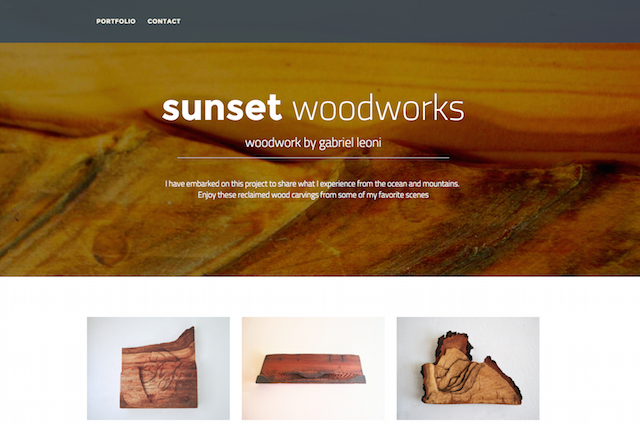 PORTFOLIO CONTACT
sunset woodworks
woodwork by gabriel leoni
I have embarked on this project to share what I experience from the ocean and mountains.
Enjoy these reclaimed wood carvings from some of my favorite scenes